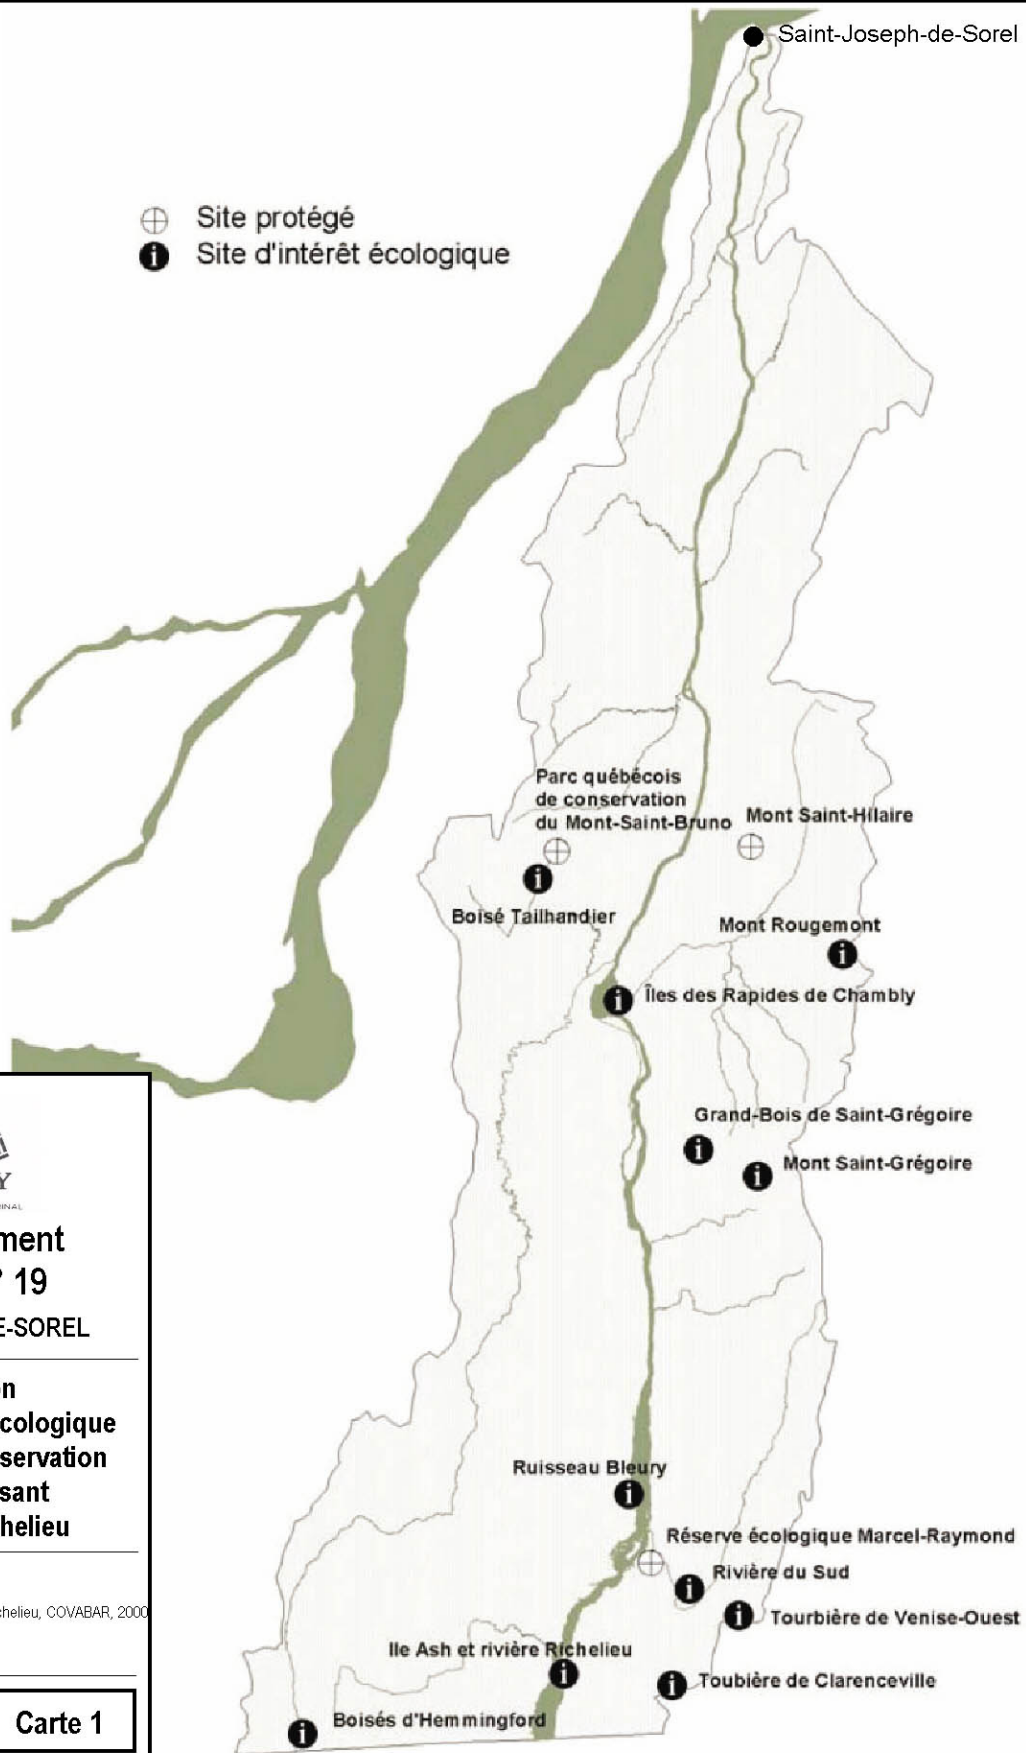 Saint-Joseph-de-Sorel
Site protégé
Site d'intérêt écologique
Parc québécois
de conservation
du Mont-Saint-Bruno
Mont Saint-Hilaire
Boisé Tailhandier
Mont Rougemont
Îles des Rapides de Chambly
Grand-Bois de Saint-Grégoire
Mont Saint-Grégoire
Ruisseau Bleury
Réserve écologique Marcel-Raymond
Rivière du Sud
Tourbière de Venise-Ouest
Ile Ash et rivière Richelieu
Toubière de Clarenceville
Boisés d'Hemmingford
Y
INAL
ment
° 19
E-SOREL
on
cologique
servation
sant
helieu
chelieu, COVABAR, 2000
Carte 1